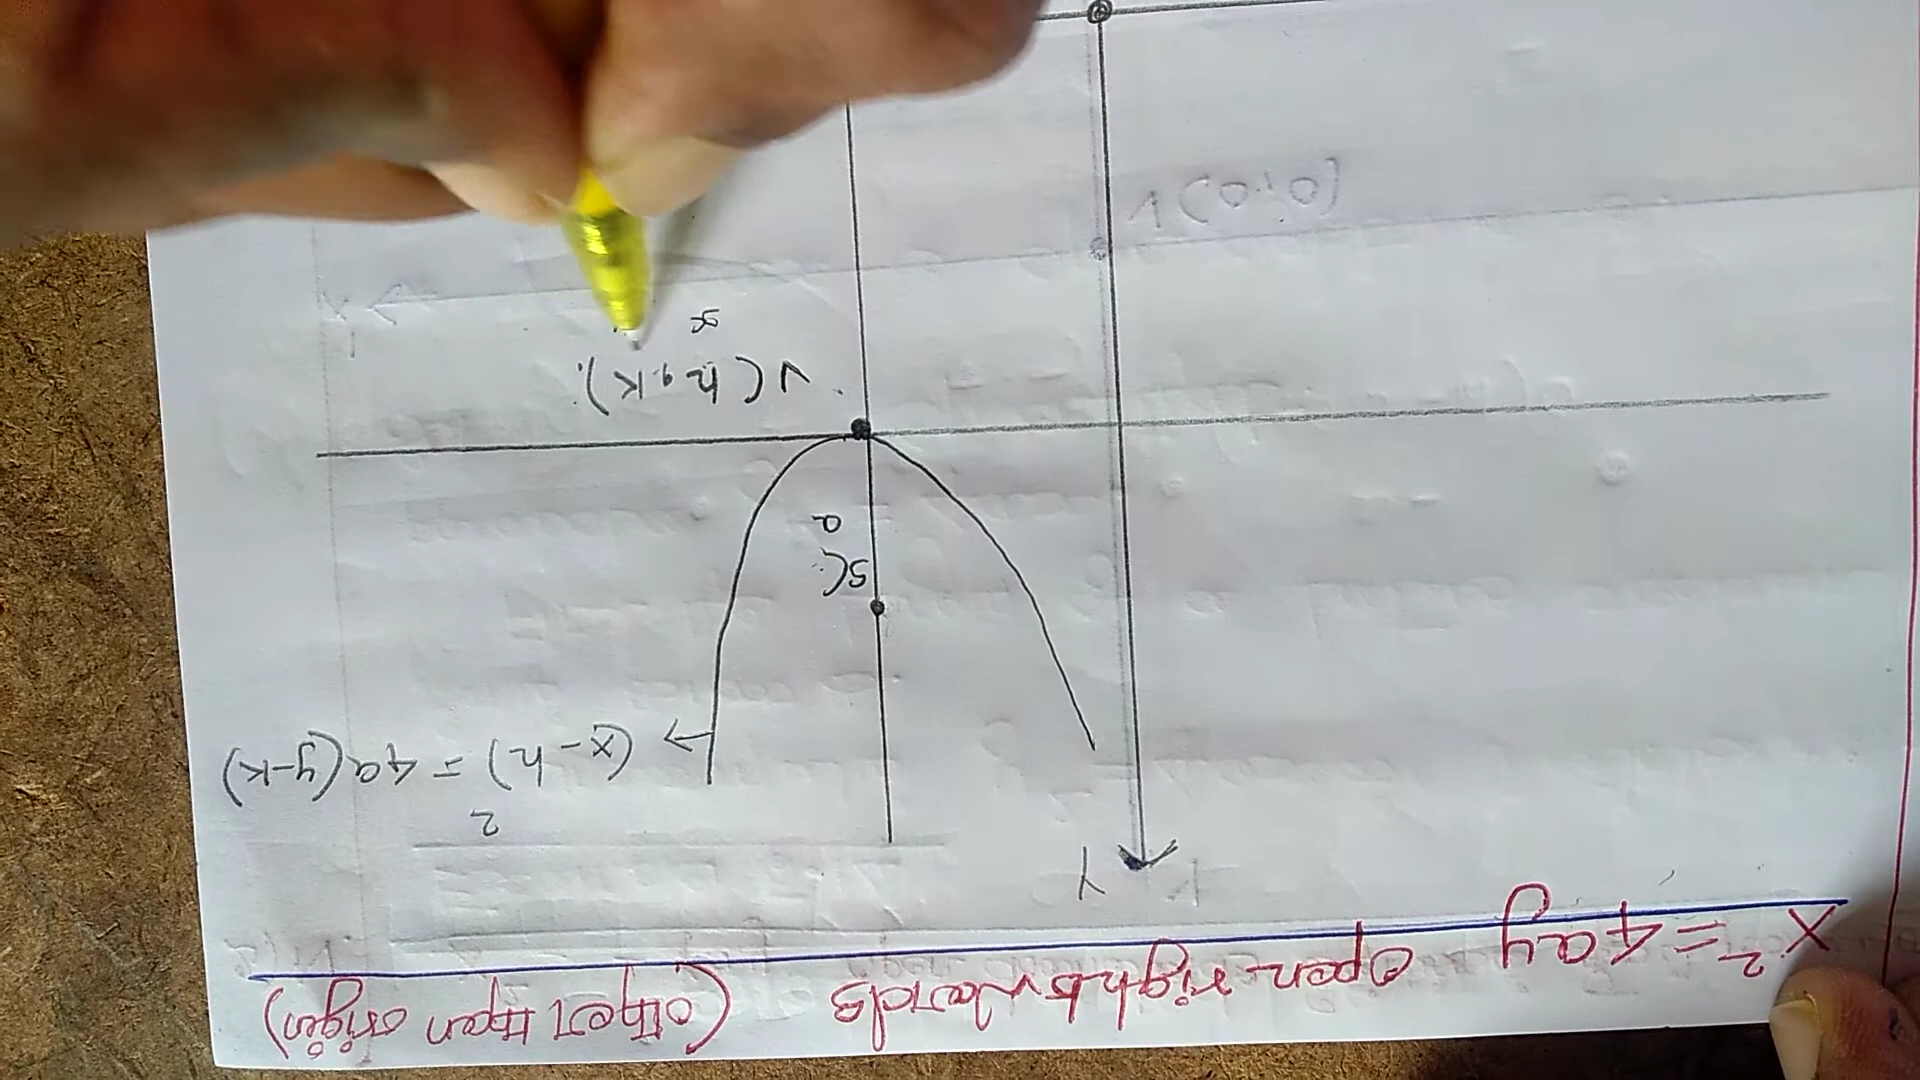 x² = 4ay open rightwards (other than origin)
Y
(x-h)² = 4a(y-k)
S(
a
V(h,k)
x
V(0,0)